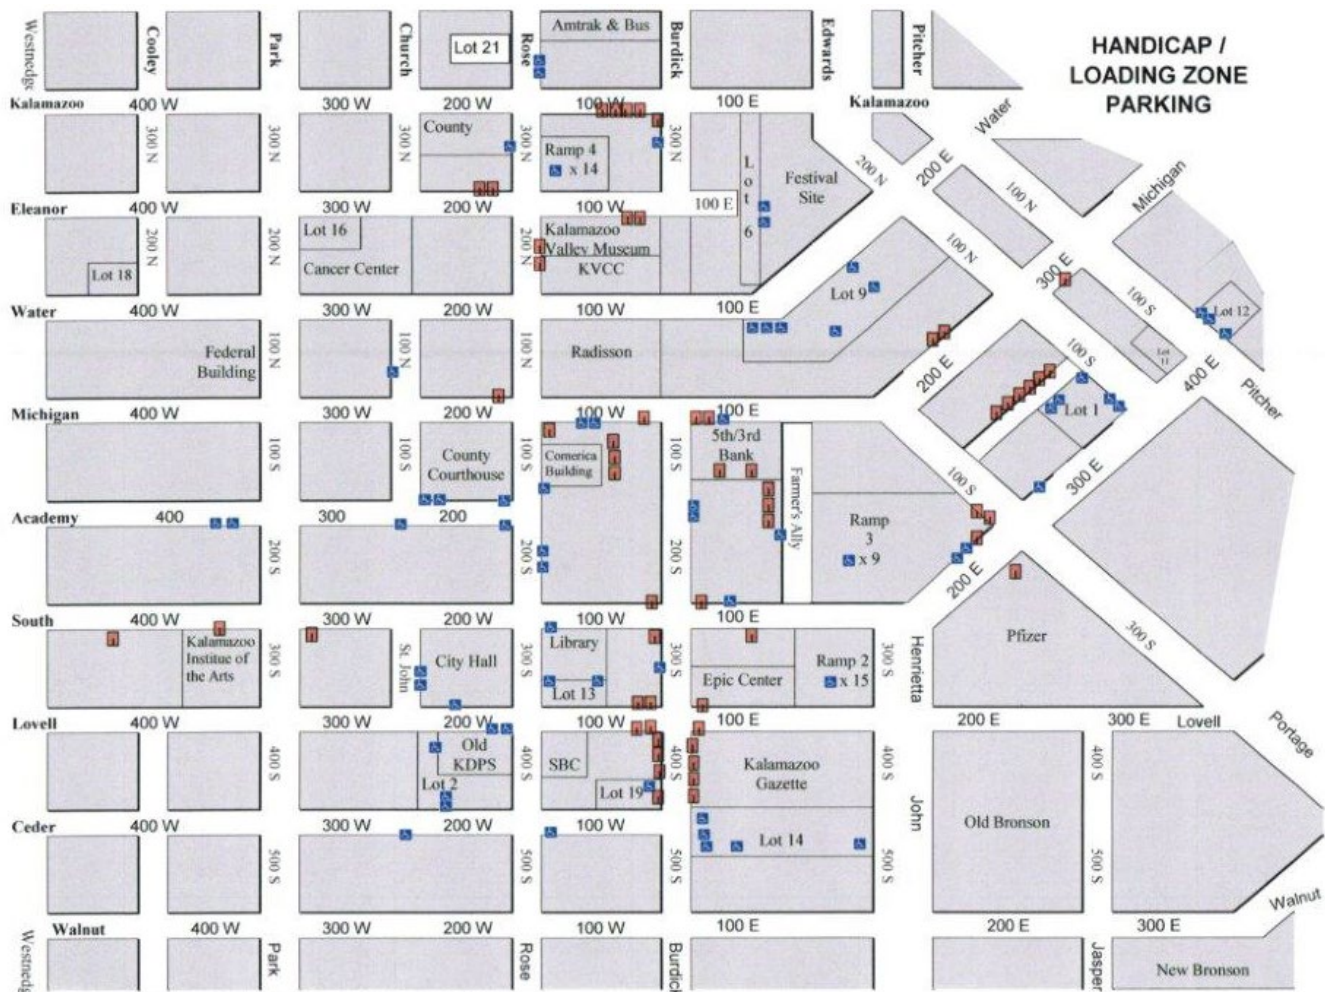 HANDICAP /
LOADING ZONE
PARKING
Westnedge
Cooley
Park
Church
Lot 21
Rose
Amtrak & Bus
Burdick
Edwards
Pitcher
Kalamazoo
400 W
300 W
200 W
100 W
100 E
Kalamazoo
Water
300 N
300 N
300 N
300 N
300 N
County
Ramp 4
x 14
Lot 6
Festival
Site
200 N
200 E
100 N
Michigan
Eleanor
400 W
300 W
200 W
100 W
100 E
200 N
200 N
200 N
Lot 18
Lot 16
Cancer Center
Kalamazoo
Valley Museum
KVCC
100 N
Lot 9
300 E
100 S
Lot 12
Lot
11
400 E
Pitcher
Water
400 W
300 W
200 W
100 E
Federal
Building
100 N
100 N
Radisson
200 E
100 S
Lot 1
300 E
Michigan
400 W
300 W
200 W
100 W
100 E
100 S
100 S
County
Courthouse
Comerica
Building
5th/3rd
Bank
Farmer's Ally
100 S
Academy
400
300
200
200 S
200 S
Ramp
3
x 9
200 E
South
400 W
300 W
200 W
100 W
100 E
Kalamazoo
Institue of
the Arts
300 S
St. John
City Hall
Library
Lot 13
300 S
Epic Center
Ramp 2
x 15
300 S
Henrietta
Pfizer
300 S
Lovell
400 W
300 W
200 W
100 W
100 E
200 E
300 E
Lovell
Portage
400 S
Old
KDPS
Lot 2
SBC
Lot 19
400 S
Kalamazoo
Gazette
400 S
John
Old Bronson
400 S
Ceder
400 W
300 W
200 W
100 W
Lot 14
500 S
500 S
500 S
500 S
Walnut
Walnut
400 W
300 W
200 W
100 W
100 E
200 E
300 E
Westnedge
Park
Rose
Burdick
Jasper
New Bronson